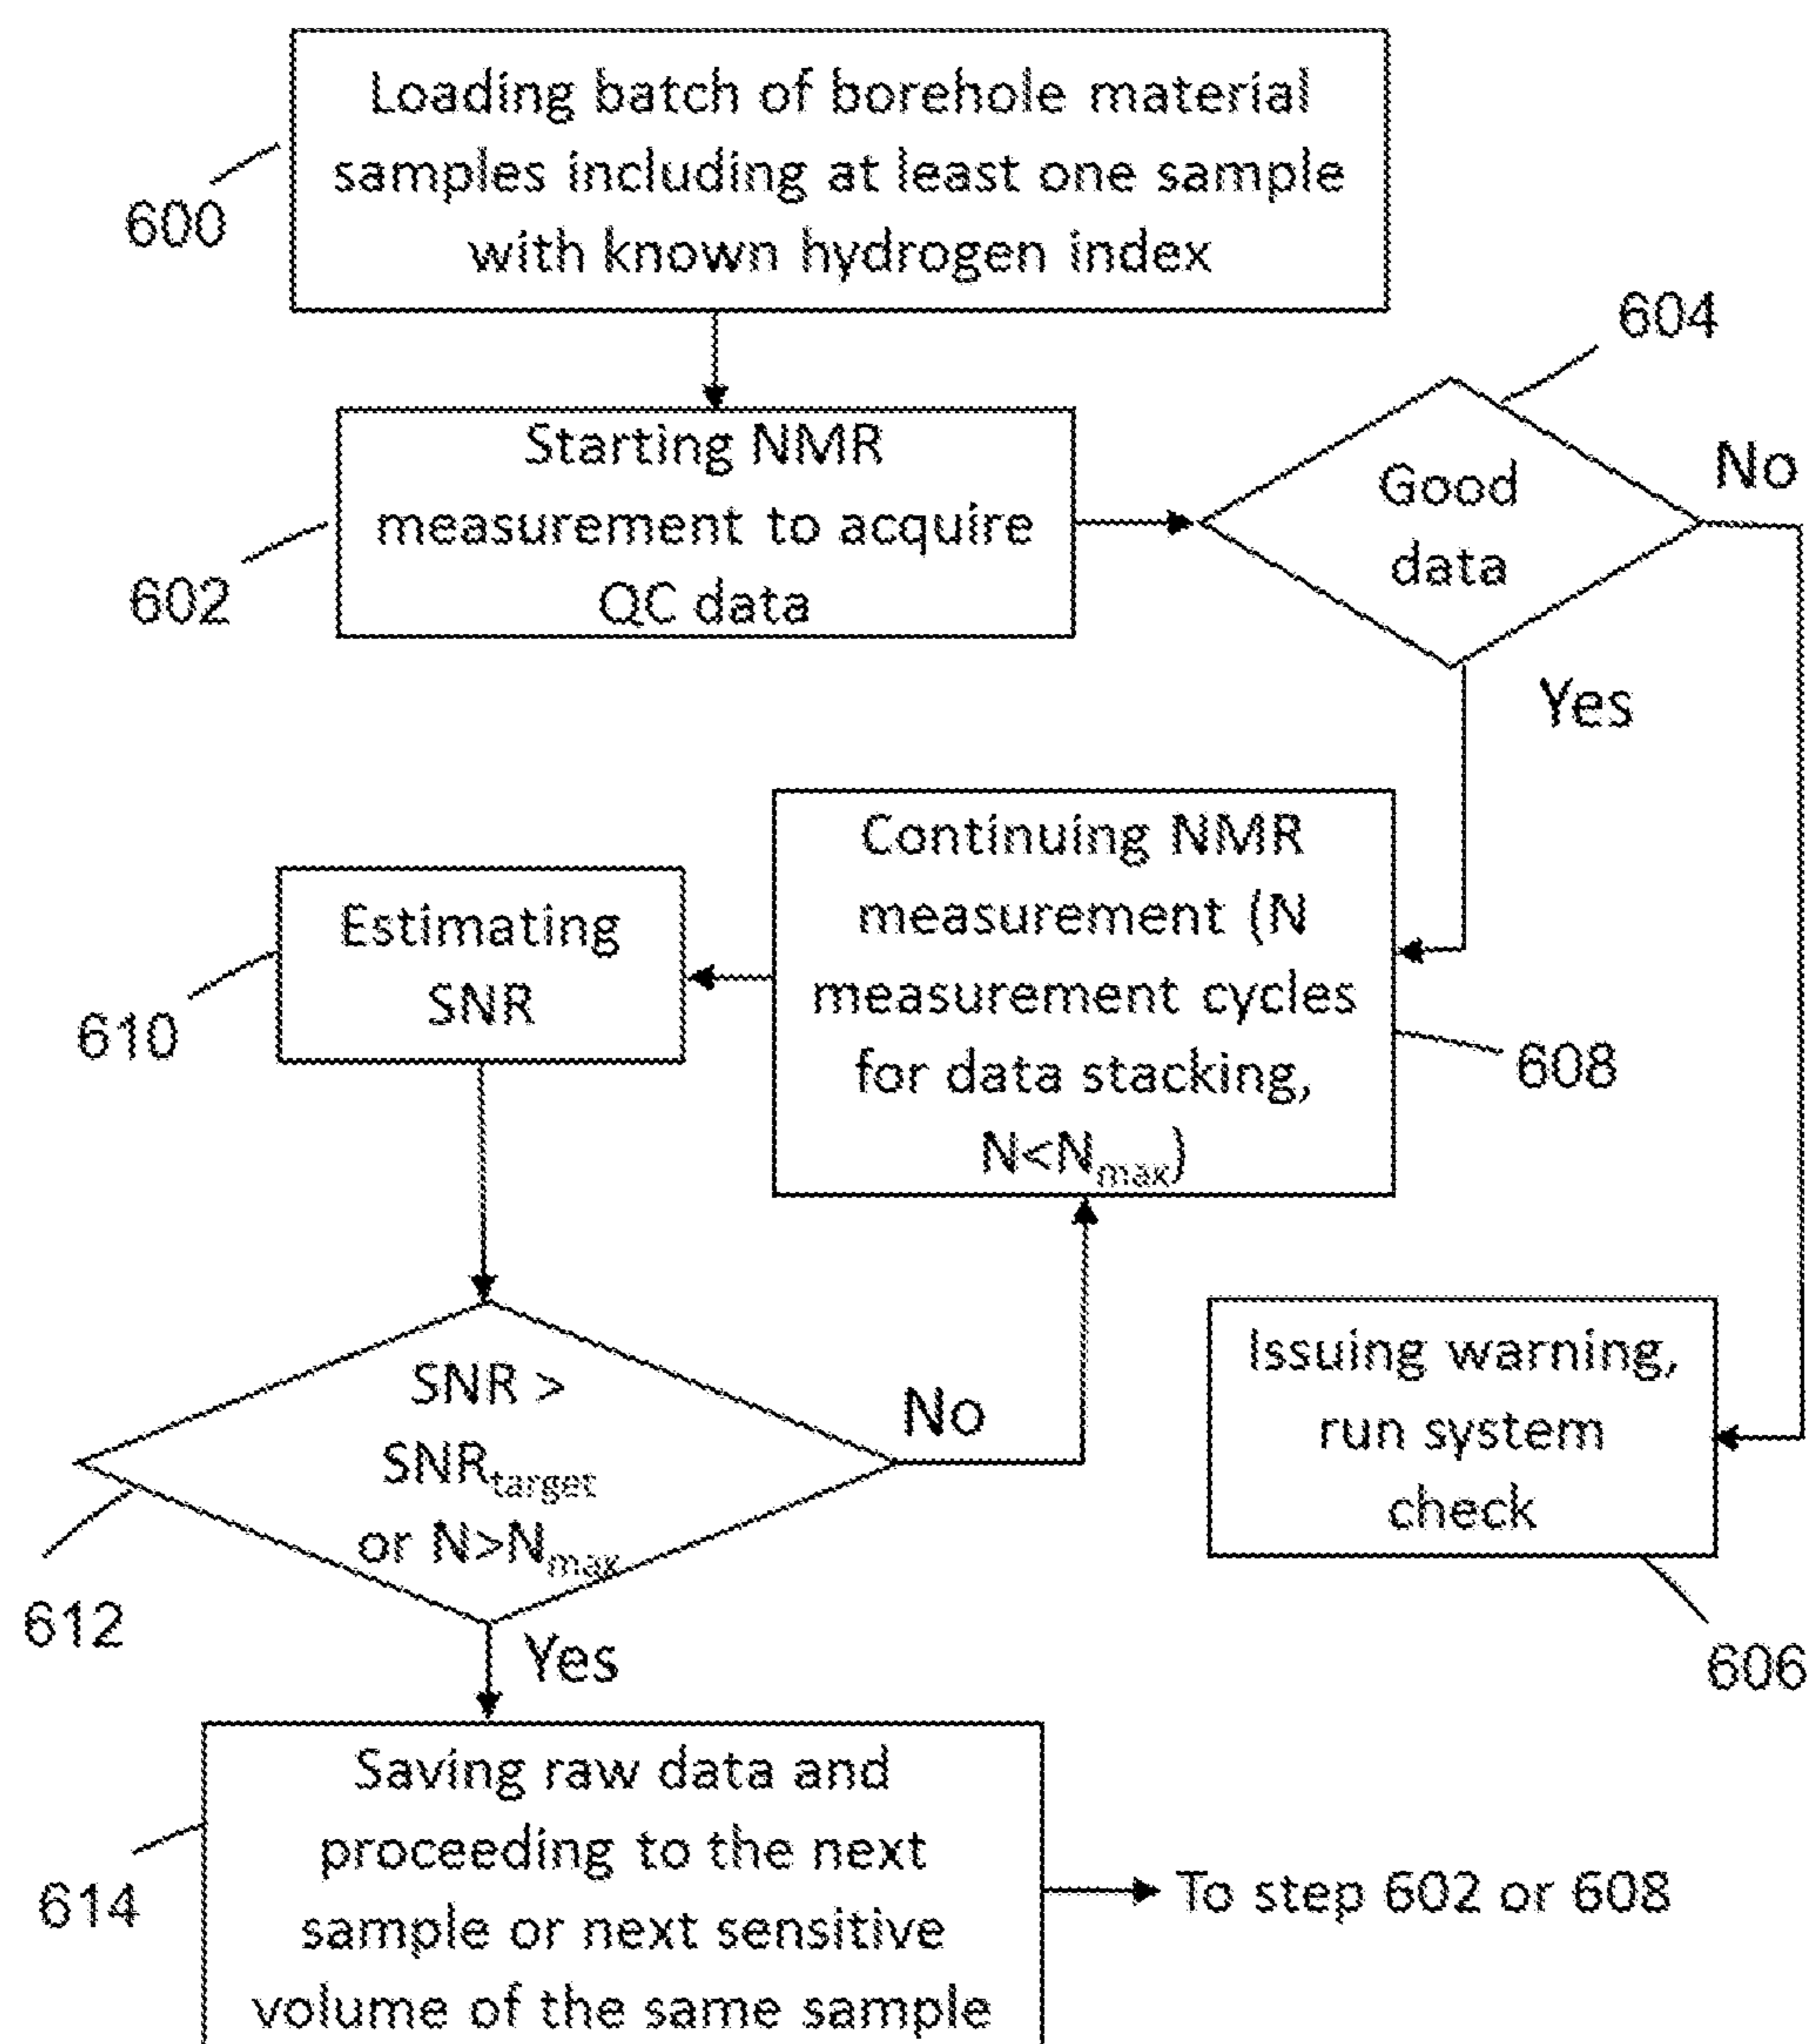 Loading batch of borehole material
samples including at least one sample
with known hydrogen index
600
604
Starting NMR
measurement to acquire
QC data
602
Good
data
No
Yes
Continuing NMR
measurement (N
measurement cycles
for data stacking,
N<Nmax)
608
Estimating
SNR
610
SNR >
SNRtarget
or N>Nmax
No
612
Yes
Issuing warning,
run system
check
606
Saving raw data and
proceeding to the next
sample or next sensitive
volume of the same sample
614
To step 602 or 608